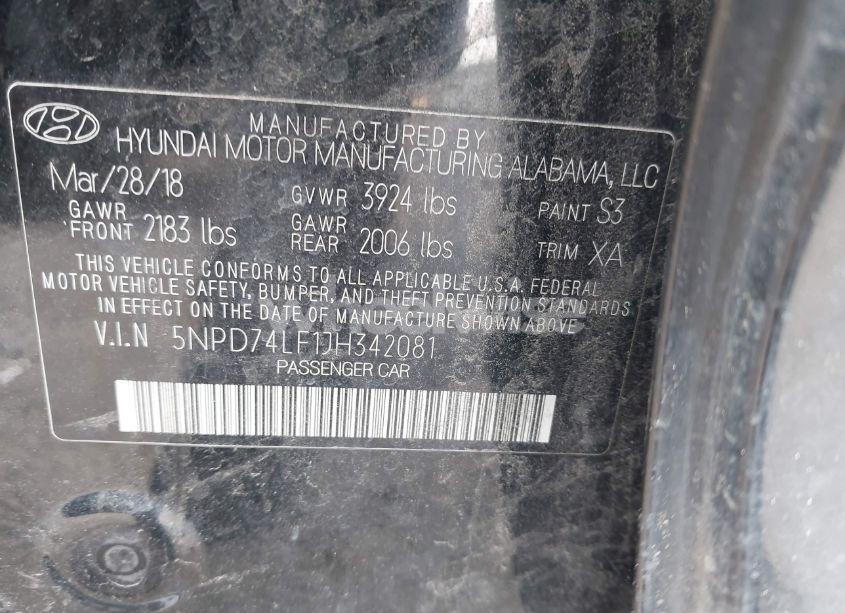 MANUFACTURED BY
HYUNDAI MOTOR MANUFACTURING ALABAMA, LLC
Mar/28/18 GVWR 3924 lbs PAINT S3
GAWR FRONT 2183 lbs GAWR REAR 2006 lbs TRIM XA
THIS VEHICLE CONFORMS TO ALL APPLICABLE U.S.A. FEDERAL
MOTOR VEHICLE SAFETY, BUMPER, AND THEFT PREVENTION STANDARDS
IN EFFECT ON THE DATE OF MANUFACTURE SHOWN ABOVE
V.I.N 5NPD74LF1JH342081
PASSENGER CAR